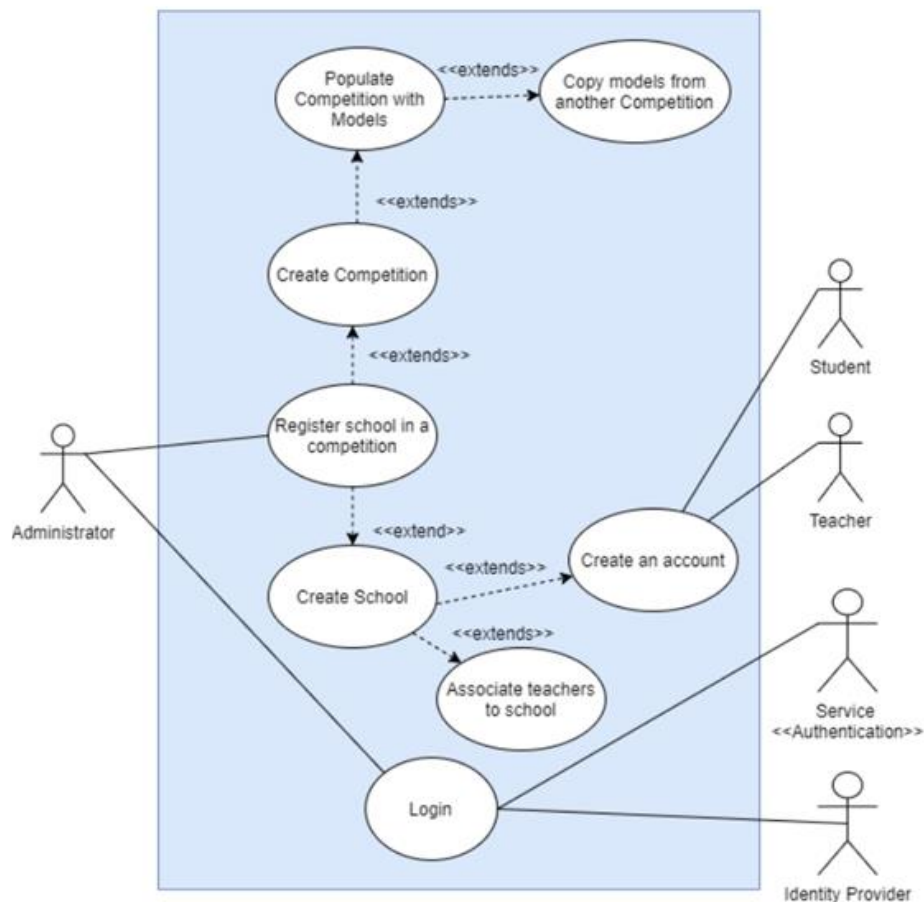 Populate
Competition with
Models
<<extends>>
Copy models from
another Competition
<<extends>>
Create Competition
<<extends>>
Register school in a
competition
Administrator
<<extend>>
Create School
<<extends>>
Create an account
<<extends>>
Associate teachers
to school
Login
Student
Teacher
Service
<<Authentication>>
Identity Provider